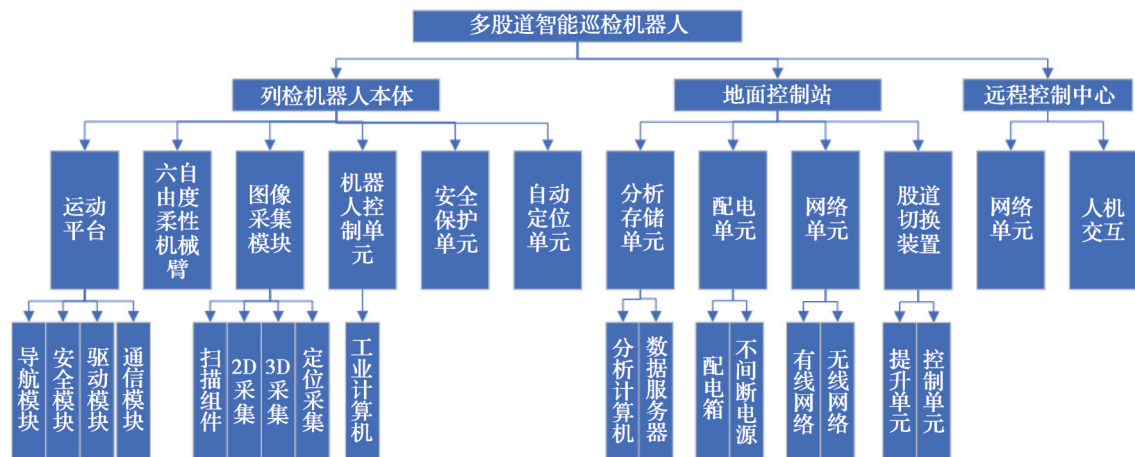 多股道智能巡检机器人
列检机器人本体
地面控制站
远程控制中心
运动
平台
六自
由度
柔性
机械
臂
图像
采集
模块
机器
人控
制单
元
安全
保护
单元
自动
定位
单元
分析
存储
单元
配电
单元
网络
单元
股道
切换
装置
网络
单元
人机
交互
导航模块
安全模块
驱动模块
通信模块
扫描组件
2D
采集
3D
采集
定位采集
工业计算机
分析计算机
数据服务器
配电箱
不间断电源
有线网络
无线网络
提升单元
控制单元